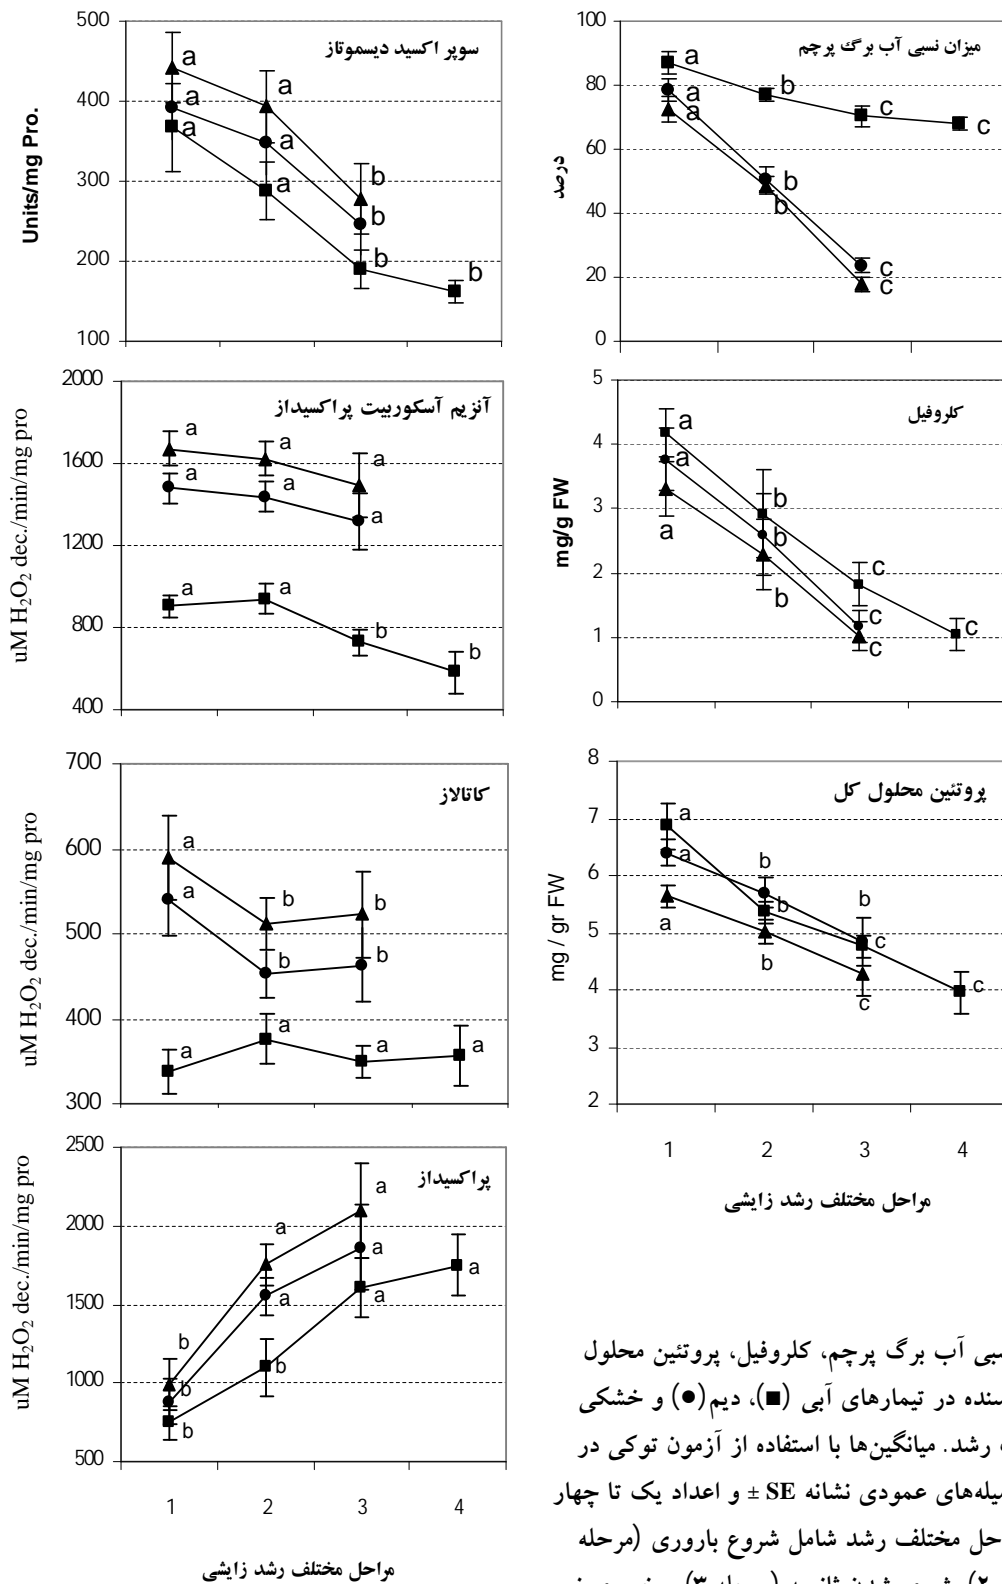 سوپر اکسید دیسموتاز
Units/mg Pro.
500
400
300
200
100
a
a
a
a
a
a
b
b
b
b
میزان نسبی آب برگ پرچم
درصد
100
80
60
40
20
0
a
a
a
b
b
b
c
c
c
c
آنزیم آسکوربیت پراکسیداز
uM H₂O₂ dec./min/mg pro
2000
1600
1200
800
400
a
a
a
a
a
a
a
a
b
b
کلروفیل
mg/g FW
5
4
3
2
1
0
a
a
a
b
b
b
c
c
c
c
کاتالاز
uM H₂O₂ dec./min/mg pro
700
600
500
400
300
a
a
b
b
b
b
a
a
a
a
پروتئین محلول کل
mg / gr FW
8
7
6
5
4
3
2
a
a
a
b
b
b
b
c
c
c
1 2 3 4
مراحل مختلف رشد زایشی
پراکسیداز
uM H₂O₂ dec./min/mg pro
2500
2000
1500
1000
500
b
b
b
a
a
b
a
a
a
a
1 2 3 4
مراحل مختلف رشد زایشی
سبی آب برگ پرچم، کلروفیل، پروتئین محلول
سنده در تیمارهای آبی (■)، دیم(●) و خشکی
رشد. میانگین‌ها با استفاده از آزمون توکی در
یله‌های عمودی نشانه SE ± و اعداد یک تا چهار
حل مختلف رشد شامل شروع باروری (مرحله